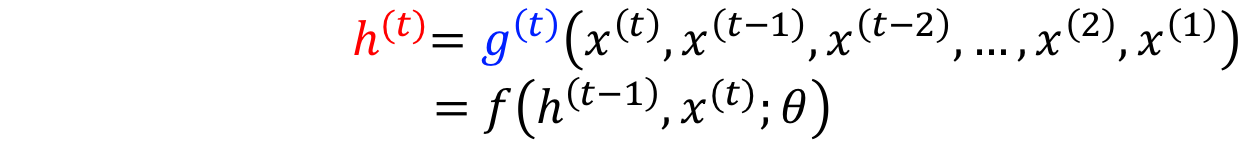 h^(t) = g^(t)(x^(t), x^(t−1), x^(t−2), … , x^(2), x^(1))
= f(h^(t−1), x^(t); θ)